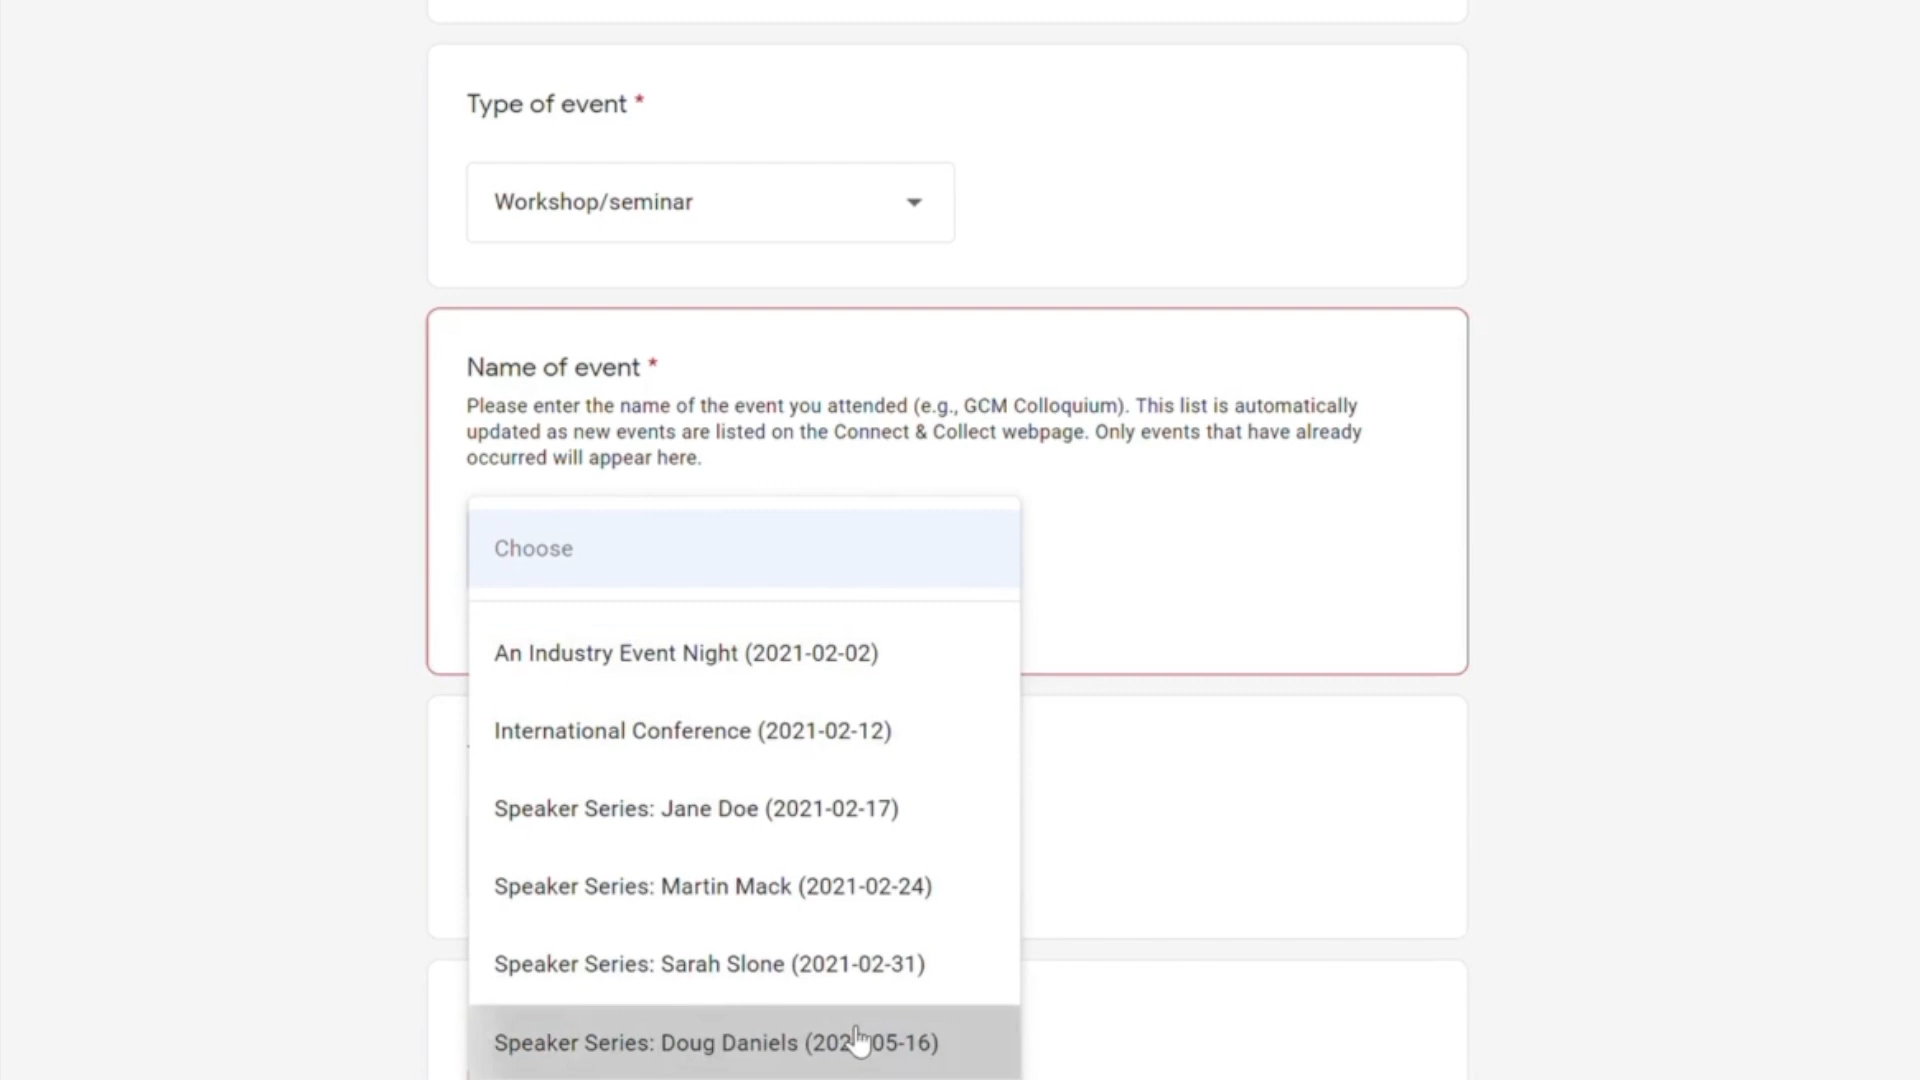 Type of event *
Workshop/seminar
Name of event *
Please enter the name of the event you attended (e.g., GCM Colloquium). This list is automatically
updated as new events are listed on the Connect & Collect webpage. Only events that have already
occurred will appear here.
Choose
An Industry Event Night (2021-02-02)
International Conference (2021-02-12)
Speaker Series: Jane Doe (2021-02-17)
Speaker Series: Martin Mack (2021-02-24)
Speaker Series: Sarah Slone (2021-02-31)
Speaker Series: Doug Daniels